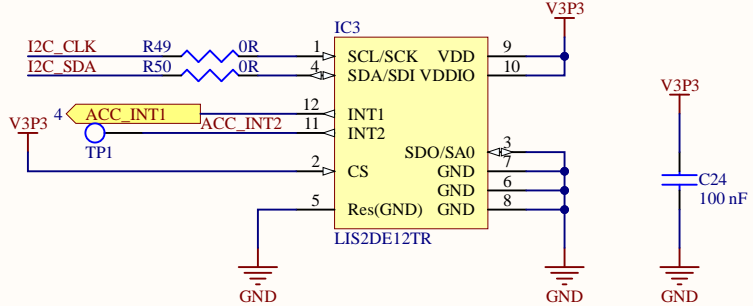 IC3
V3P3
I2C_CLK R49 0R 1 SCL/SCK VDD 9
I2C_SDA R50 0R 4 SDA/SDI VDDIO 10
V3P3
4 ACC_INT1 12 INT1
V3P3 ACC_INT2 11 INT2
TP1
SDO/SA0 3
2 CS GND 7
GND 6
C24
100 nF
5 Res(GND) GND 8
LIS2DE12TR
GND GND GND